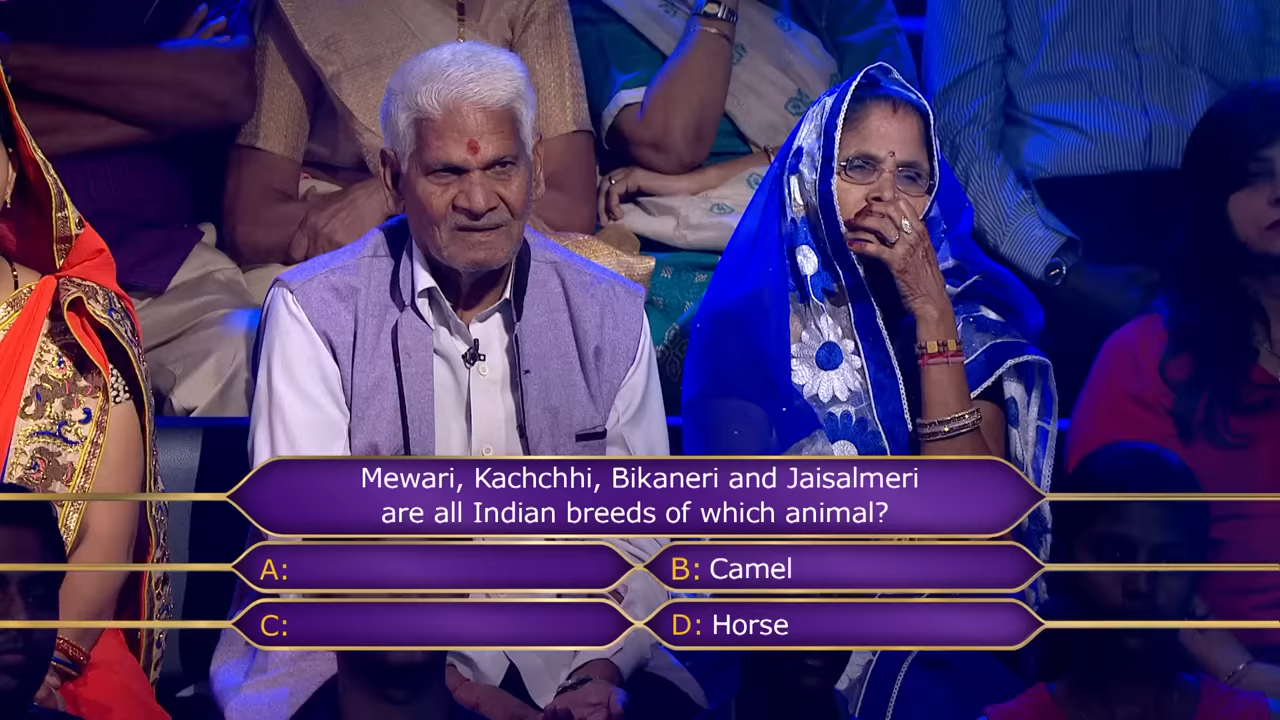 Mewari, Kachchhi, Bikaneri and Jaisalmeri
are all Indian breeds of which animal?
A:
B: Camel
C:
D: Horse